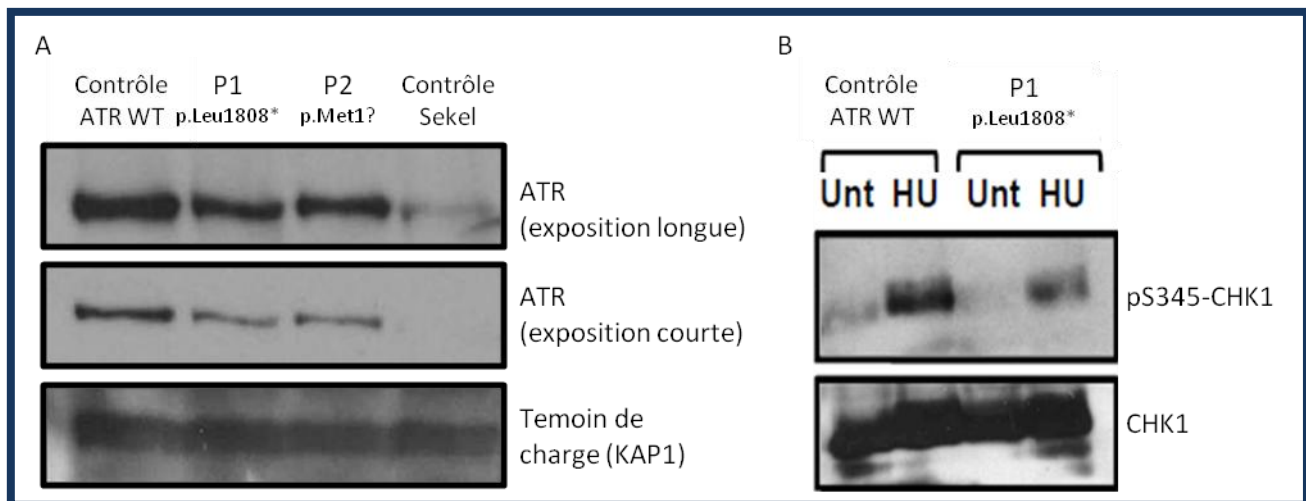 A
Contrôle
ATR WT
P1
p.Leu1808*
P2
p.Met1?
Contrôle
Sekel
ATR
(exposition longue)
ATR
(exposition courte)
Temoin de
charge (KAP1)
B
Contrôle
ATR WT
P1
p.Leu1808*
Unt HU Unt HU
pS345-CHK1
CHK1